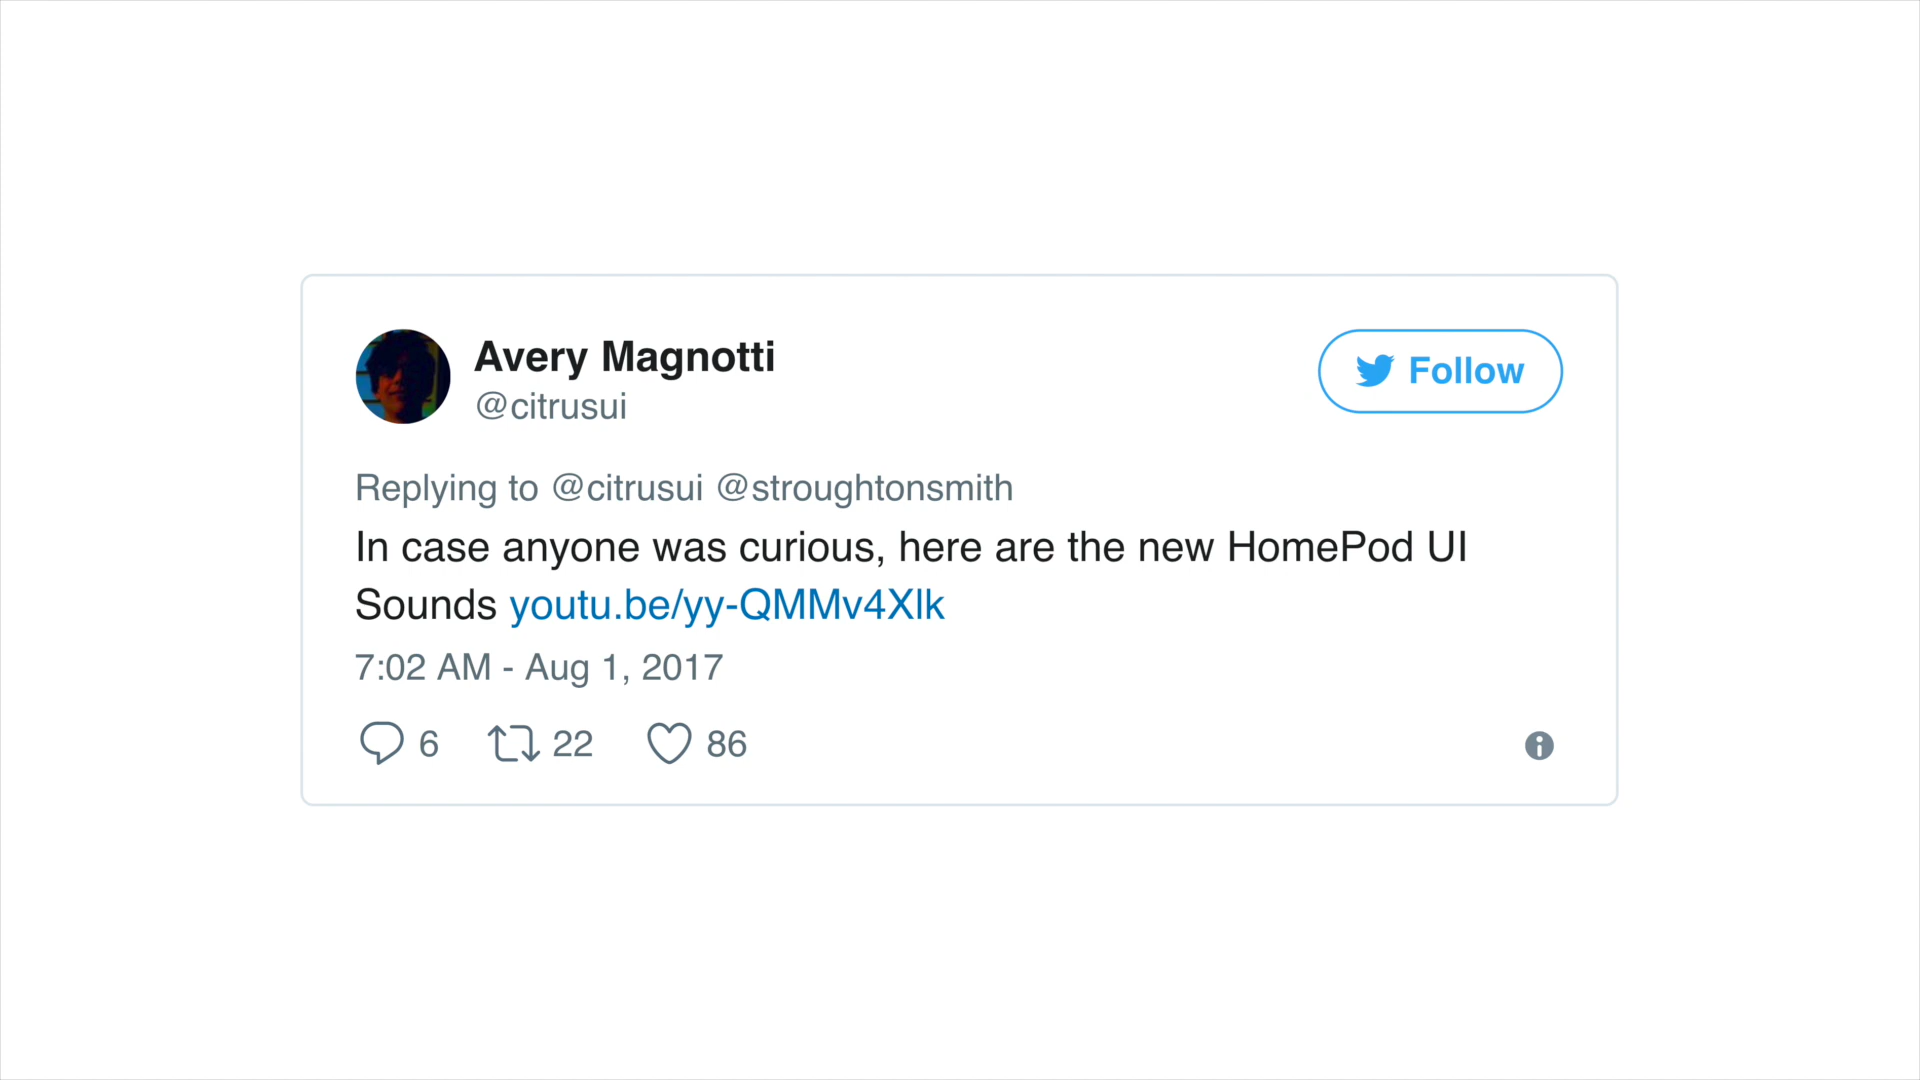 Avery Magnotti
@citrusui
Follow
Replying to @citrusui @stroughtonsmith
In case anyone was curious, here are the new HomePod UI
Sounds youtu.be/yy-QMMv4Xlk
7:02 AM - Aug 1, 2017
6 22 86